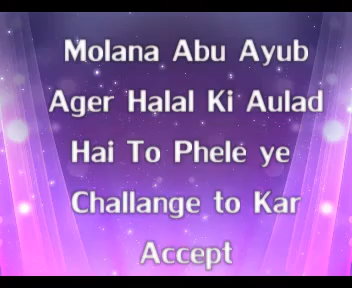 Molana Abu Ayub
Ager Halal Ki Aulad
Hai To Phele ye
Challange to Kar
Accept